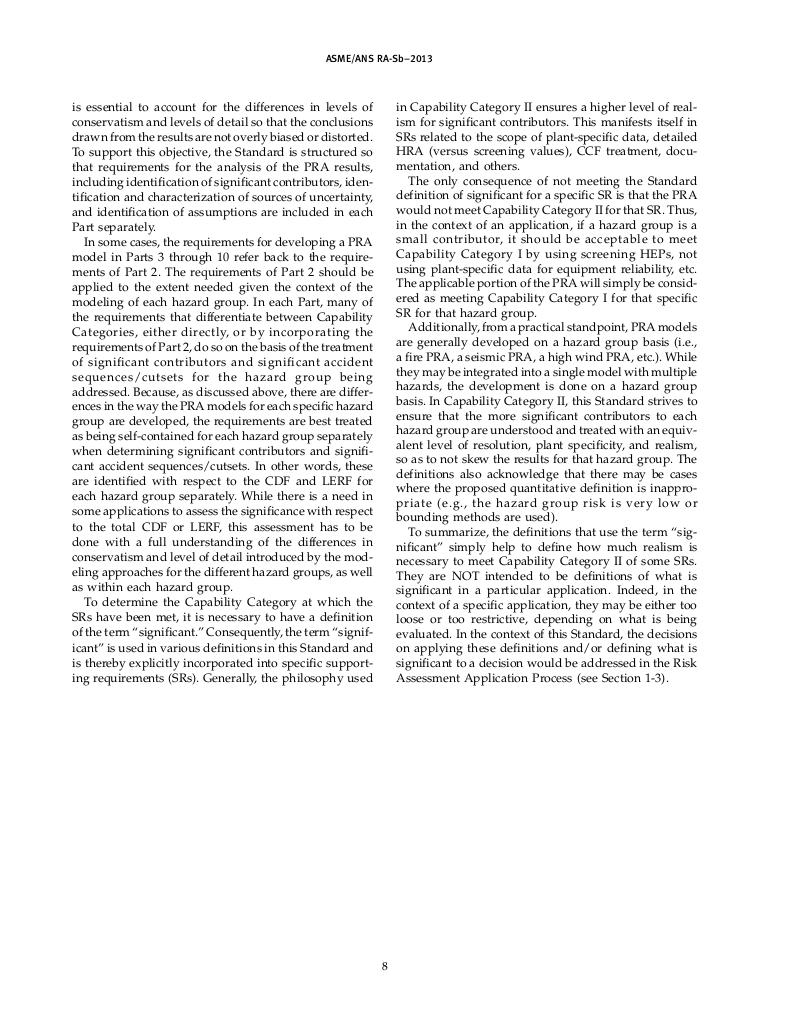 ASME/ANS RA-Sb–2013
is essential to account for the differences in levels of
conservatism and levels of detail so that the conclusions
drawn from the results are not overly biased or distorted.
To support this objective, the Standard is structured so
that requirements for the analysis of the PRA results,
including identification of significant contributors, iden-
tification and characterization of sources of uncertainty,
and identification of assumptions are included in each
Part separately.
In some cases, the requirements for developing a PRA
model in Parts 3 through 10 refer back to the require-
ments of Part 2. The requirements of Part 2 should be
applied to the extent needed given the context of the
modeling of each hazard group. In each Part, many of
the requirements that differentiate between Capability
Categories, either directly, or by incorporating the
requirements of Part 2, do so on the basis of the treatment
of significant contributors and significant accident
sequences/cutsets for the hazard group being
addressed. Because, as discussed above, there are differ-
ences in the way the PRA models for each specific hazard
group are developed, the requirements are best treated
as being self-contained for each hazard group separately
when determining significant contributors and signifi-
cant accident sequences/cutsets. In other words, these
are identified with respect to the CDF and LERF for
each hazard group separately. While there is a need in
some applications to assess the significance with respect
to the total CDF or LERF, this assessment has to be
done with a full understanding of the differences in
conservatism and level of detail introduced by the mod-
eling approaches for the different hazard groups, as well
as within each hazard group.
To determine the Capability Category at which the
SRs have been met, it is necessary to have a definition
of the term “significant.” Consequently, the term “signif-
icant” is used in various definitions in this Standard and
is thereby explicitly incorporated into specific support-
ing requirements (SRs). Generally, the philosophy used
in Capability Category II ensures a higher level of real-
ism for significant contributors. This manifests itself in
SRs related to the scope of plant-specific data, detailed
HRA (versus screening values), CCF treatment, docu-
mentation, and others.
The only consequence of not meeting the Standard
definition of significant for a specific SR is that the PRA
would not meet Capability Category II for that SR. Thus,
in the context of an application, if a hazard group is a
small contributor, it should be acceptable to meet
Capability Category I by using screening HEPs, not
using plant-specific data for equipment reliability, etc.
The applicable portion of the PRA will simply be consid-
ered as meeting Capability Category I for that specific
SR for that hazard group.
Additionally, from a practical standpoint, PRA models
are generally developed on a hazard group basis (i.e.,
a fire PRA, a seismic PRA, a high wind PRA, etc.). While
they may be integrated into a single model with multiple
hazards, the development is done on a hazard group
basis. In Capability Category II, this Standard strives to
ensure that the more significant contributors to each
hazard group are understood and treated with an equiv-
alent level of resolution, plant specificity, and realism,
so as to not skew the results for that hazard group. The
definitions also acknowledge that there may be cases
where the proposed quantitative definition is inappro-
priate (e.g., the hazard group risk is very low or
bounding methods are used).
To summarize, the definitions that use the term “sig-
nificant” simply help to define how much realism is
necessary to meet Capability Category II of some SRs.
They are NOT intended to be definitions of what is
significant in a particular application. Indeed, in the
context of a specific application, they may be either too
loose or too restrictive, depending on what is being
evaluated. In the context of this Standard, the decisions
on applying these definitions and/or defining what is
significant to a decision would be addressed in the Risk
Assessment Application Process (see Section 1-3).
8